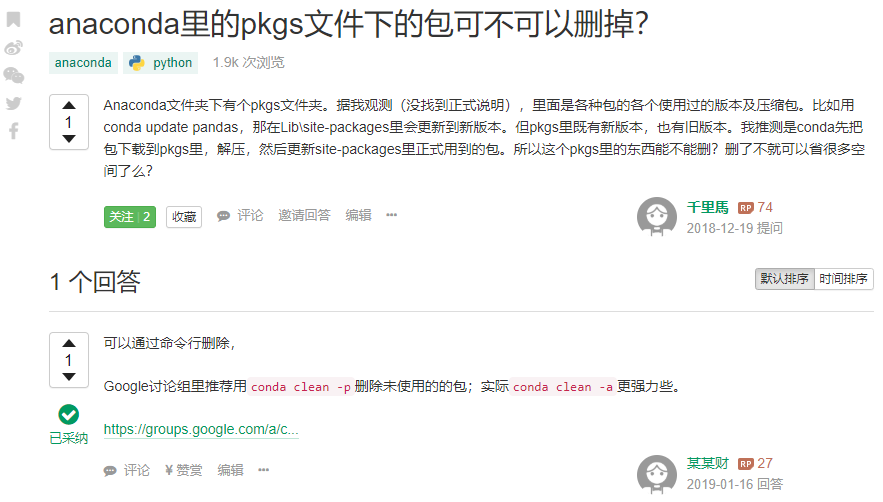 anaconda里的pkgs文件下的包可不可以删掉？
anaconda python 1.9k 次浏览
1
Anaconda文件夹下有个pkgs文件夹。据我观测（没找到正式说明），里面是各种包的各个使用过的版本及压缩包。比如用
conda update pandas，那在Lib\site-packages里会更新到新版本。但pkgs里既有新版本，也有旧版本。我推测是conda先把
包下载到pkgs里，解压，然后更新site-packages里正式用到的包。所以这个pkgs里的东西能不能删？删了不就可以省很多空
间了么？
关注 | 2 收藏 评论 邀请回答 编辑 •••
千里馬 RP 74
2018-12-19 提问
1 个回答
默认排序 时间排序
1
已采纳
可以通过命令行删除，
Google讨论组里推荐用 conda clean -p 删除未使用的的包；实际 conda clean -a 更强力些。
https://groups.google.com/a/c...
评论 ¥ 赞赏 编辑 •••
某某财 RP 27
2019-01-16 回答